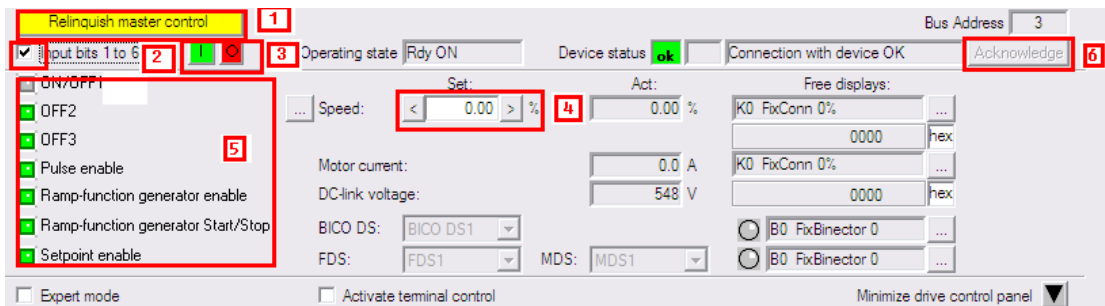 Relinquish master control 1 Bus Address 3
Input bits 1 to 6 2 I O 3 Operating state Rdy ON Device status ok Connection with device OK Acknowledge 6
ON/OFF1 Set: Act: Free displays:
OFF2 ... Speed: < 0.00 > % 4 0.00 % K0 FixConn 0% ...
OFF3 5 0000 hex
Pulse enable Motor current: 0.0 A K0 FixConn 0% ...
Ramp-function generator enable DC-link voltage: 548 V 0000 hex
Ramp-function generator Start/Stop BICO DS: BICO DS1 B0 FixBinector 0 ...
Setpoint enable FDS: FDS1 MDS: MDS1 B0 FixBinector 0 ...
Expert mode Activate terminal control Minimize drive control panel